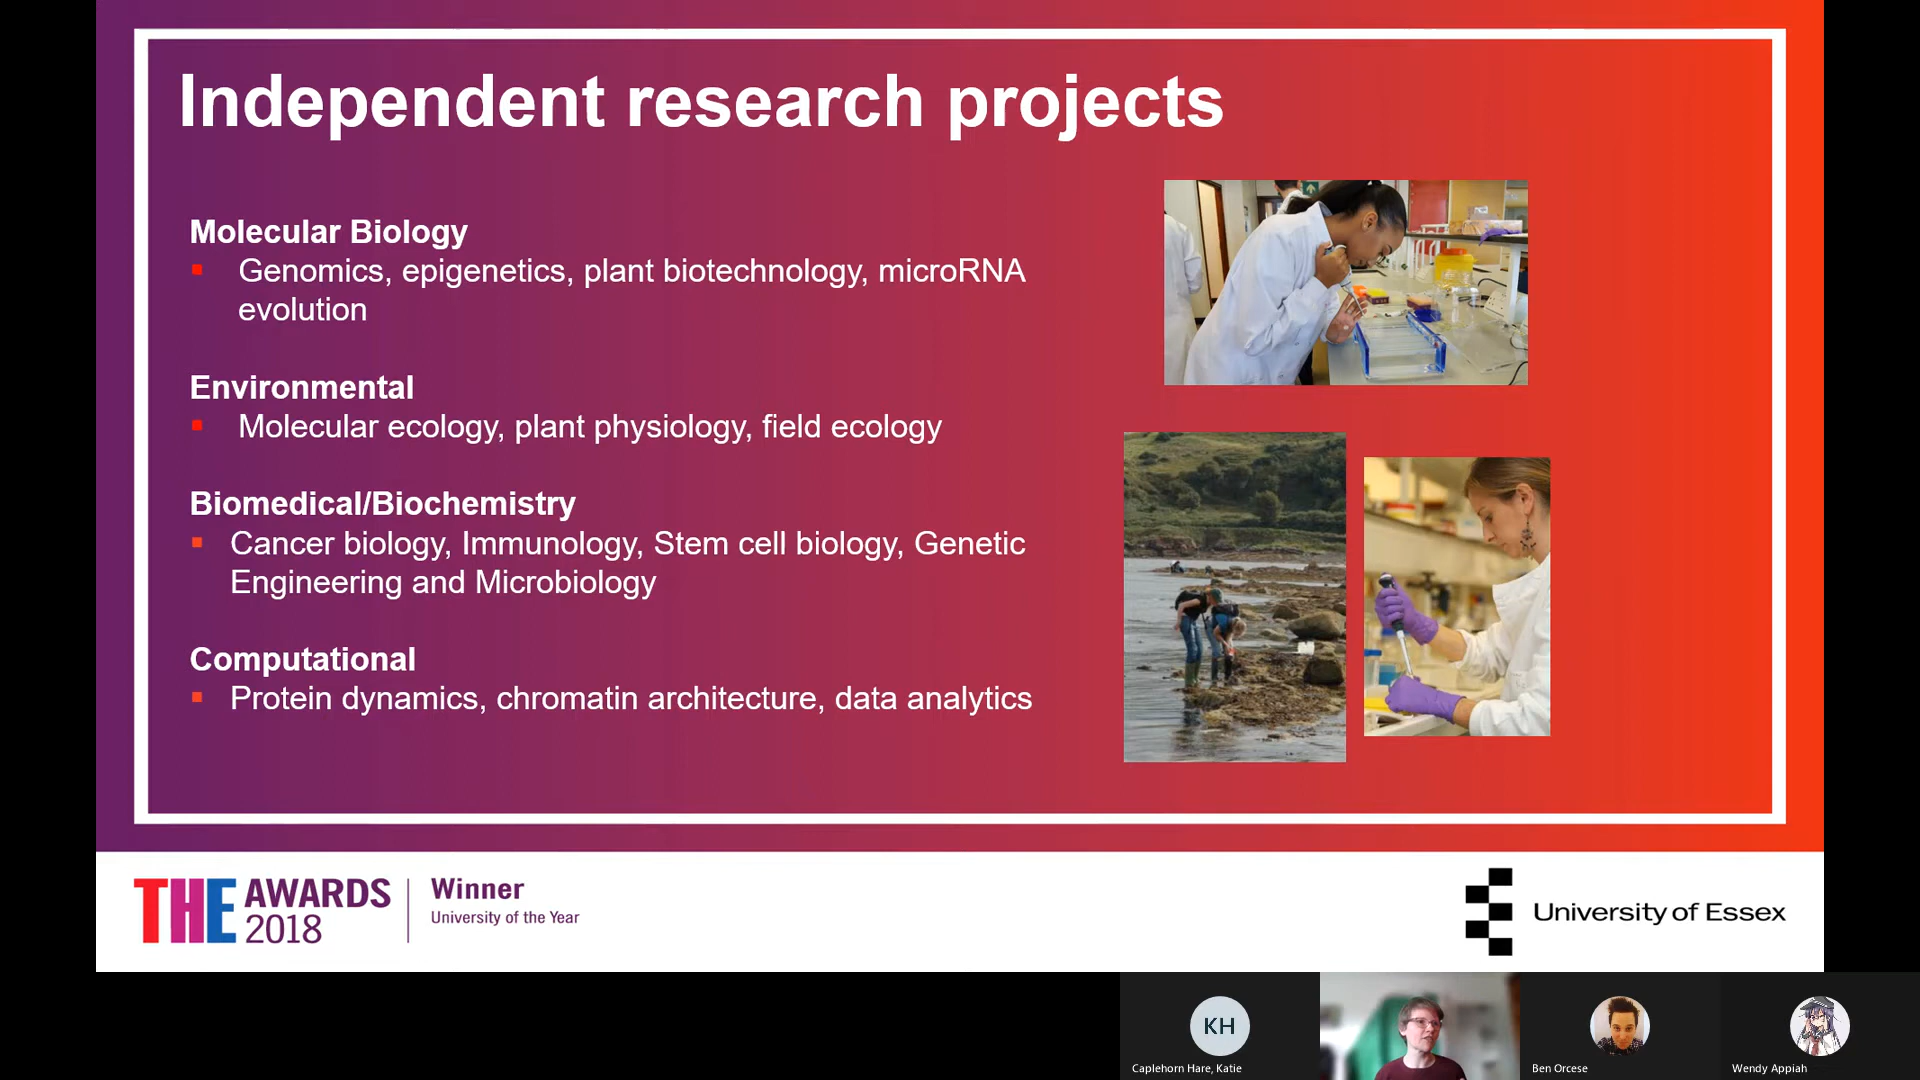 Independent research projects
Molecular Biology
Genomics, epigenetics, plant biotechnology, microRNA
evolution
Environmental
Molecular ecology, plant physiology, field ecology
Biomedical/Biochemistry
Cancer biology, Immunology, Stem cell biology, Genetic
Engineering and Microbiology
Computational
Protein dynamics, chromatin architecture, data analytics
THE AWARDS
2018
Winner
University of the Year
University of Essex
KH
Caplehorn Hare, Katie
Ben Orcese
Wendy Appiah